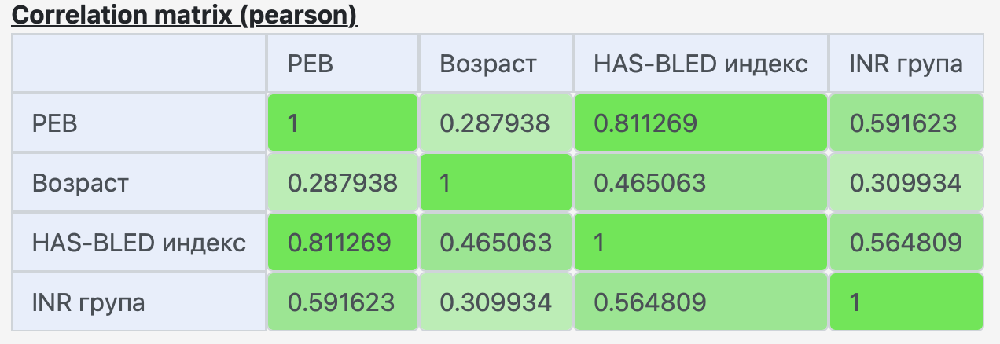 Correlation matrix (pearson)
PEB Возраст HAS-BLED индекс INR група
PEB 1 0.287938 0.811269 0.591623
Возраст 0.287938 1 0.465063 0.309934
HAS-BLED индекс 0.811269 0.465063 1 0.564809
INR група 0.591623 0.309934 0.564809 1